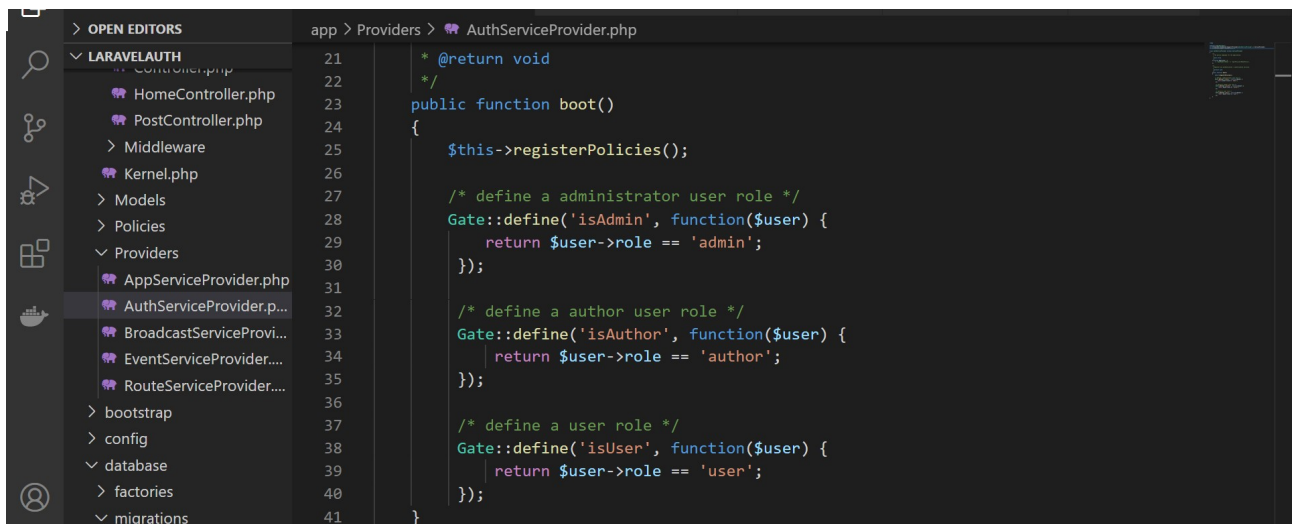 OPEN EDITORS
LARAVELAUTH
Controller.php
HomeController.php
PostController.php
Middleware
Kernel.php
Models
Policies
Providers
AppServiceProvider.php
AuthServiceProvider.p...
BroadcastServiceProvi...
EventServiceProvider....
RouteServiceProvider....
bootstrap
config
database
factories
migrations
app > Providers > AuthServiceProvider.php
21 * @return void
22 */
23 public function boot()
24 {
25 $this->registerPolicies();
26
27 /* define a administrator user role */
28 Gate::define('isAdmin', function($user) {
29 return $user->role == 'admin';
30 });
31
32 /* define a author user role */
33 Gate::define('isAuthor', function($user) {
34 return $user->role == 'author';
35 });
36
37 /* define a user role */
38 Gate::define('isUser', function($user) {
39 return $user->role == 'user';
40 });
41 }